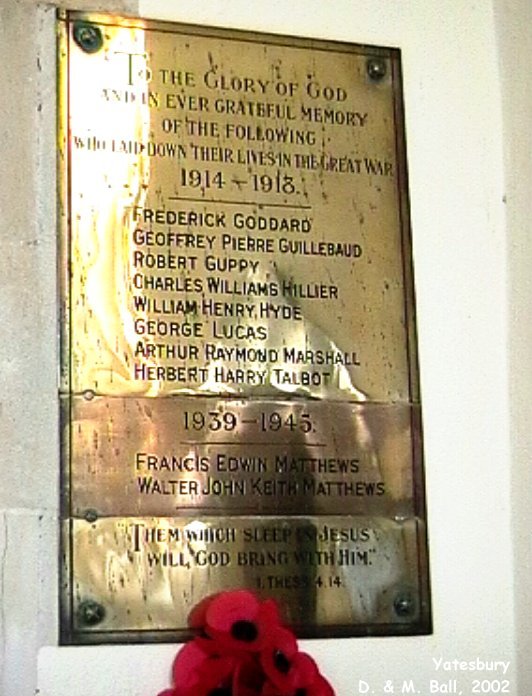 To the Glory of God
and in ever grateful memory
of the following
who laid down their lives in the Great War
1914 – 1918.
Frederick Goddard
Geoffrey Pierre Guillebaud
Robert Guppy
Charles Williams Hillier
William Henry Hyde
George Lucas
Arthur Raymond Marshall
Herbert Harry Talbot
1939 – 1945.
Francis Edwin Matthews
Walter John Keith Matthews
"Them which sleep in Jesus
will God bring with Him."
1. Thess. 4. 14.
Yatesbury
D. & M. Ball, 2002